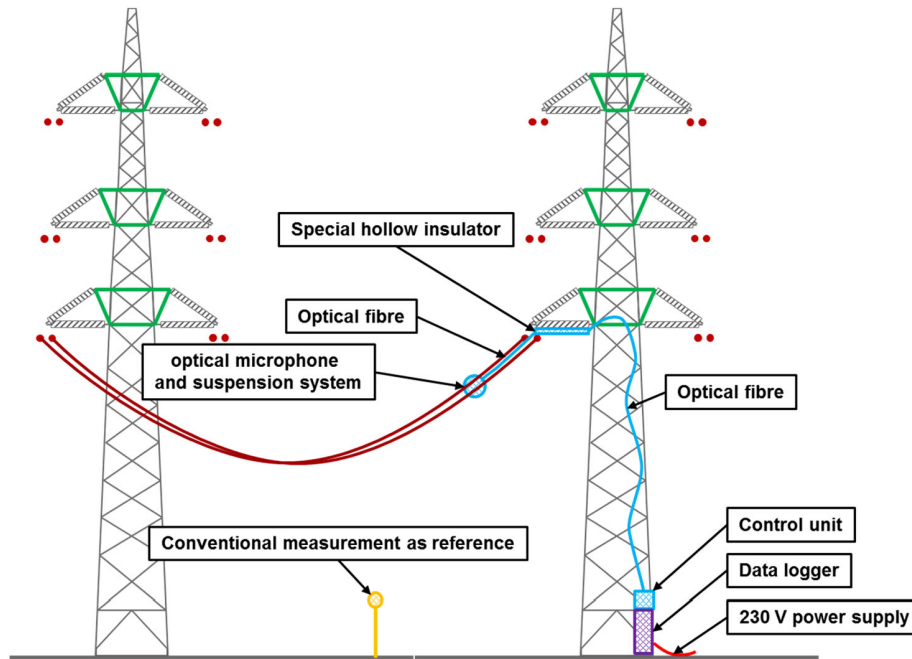 Special hollow insulator
Optical fibre
optical microphone
and suspension system
Optical fibre
Conventional measurement as reference
Control unit
Data logger
230 V power supply